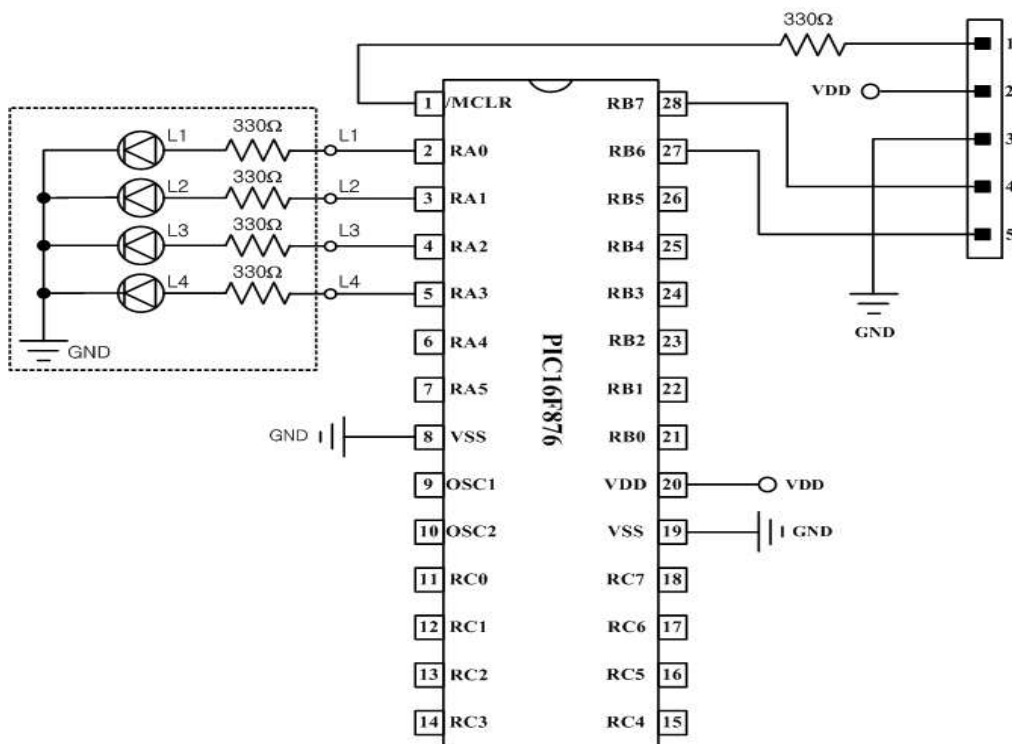 330Ω
1
VDD
2
3
4
5
GND
330Ω
L1
L1
330Ω
L2
L2
330Ω
L3
L3
330Ω
L4
L4
GND
PIC16F876
1 /MCLR
RB7 28
2 RA0
RB6 27
3 RA1
RB5 26
4 RA2
RB4 25
5 RA3
RB3 24
6 RA4
RB2 23
7 RA5
RB1 22
GND
8 VSS
RB0 21
9 OSC1
VDD 20
VDD
10 OSC2
VSS 19
GND
11 RC0
RC7 18
12 RC1
RC6 17
13 RC2
RC5 16
14 RC3
RC4 15